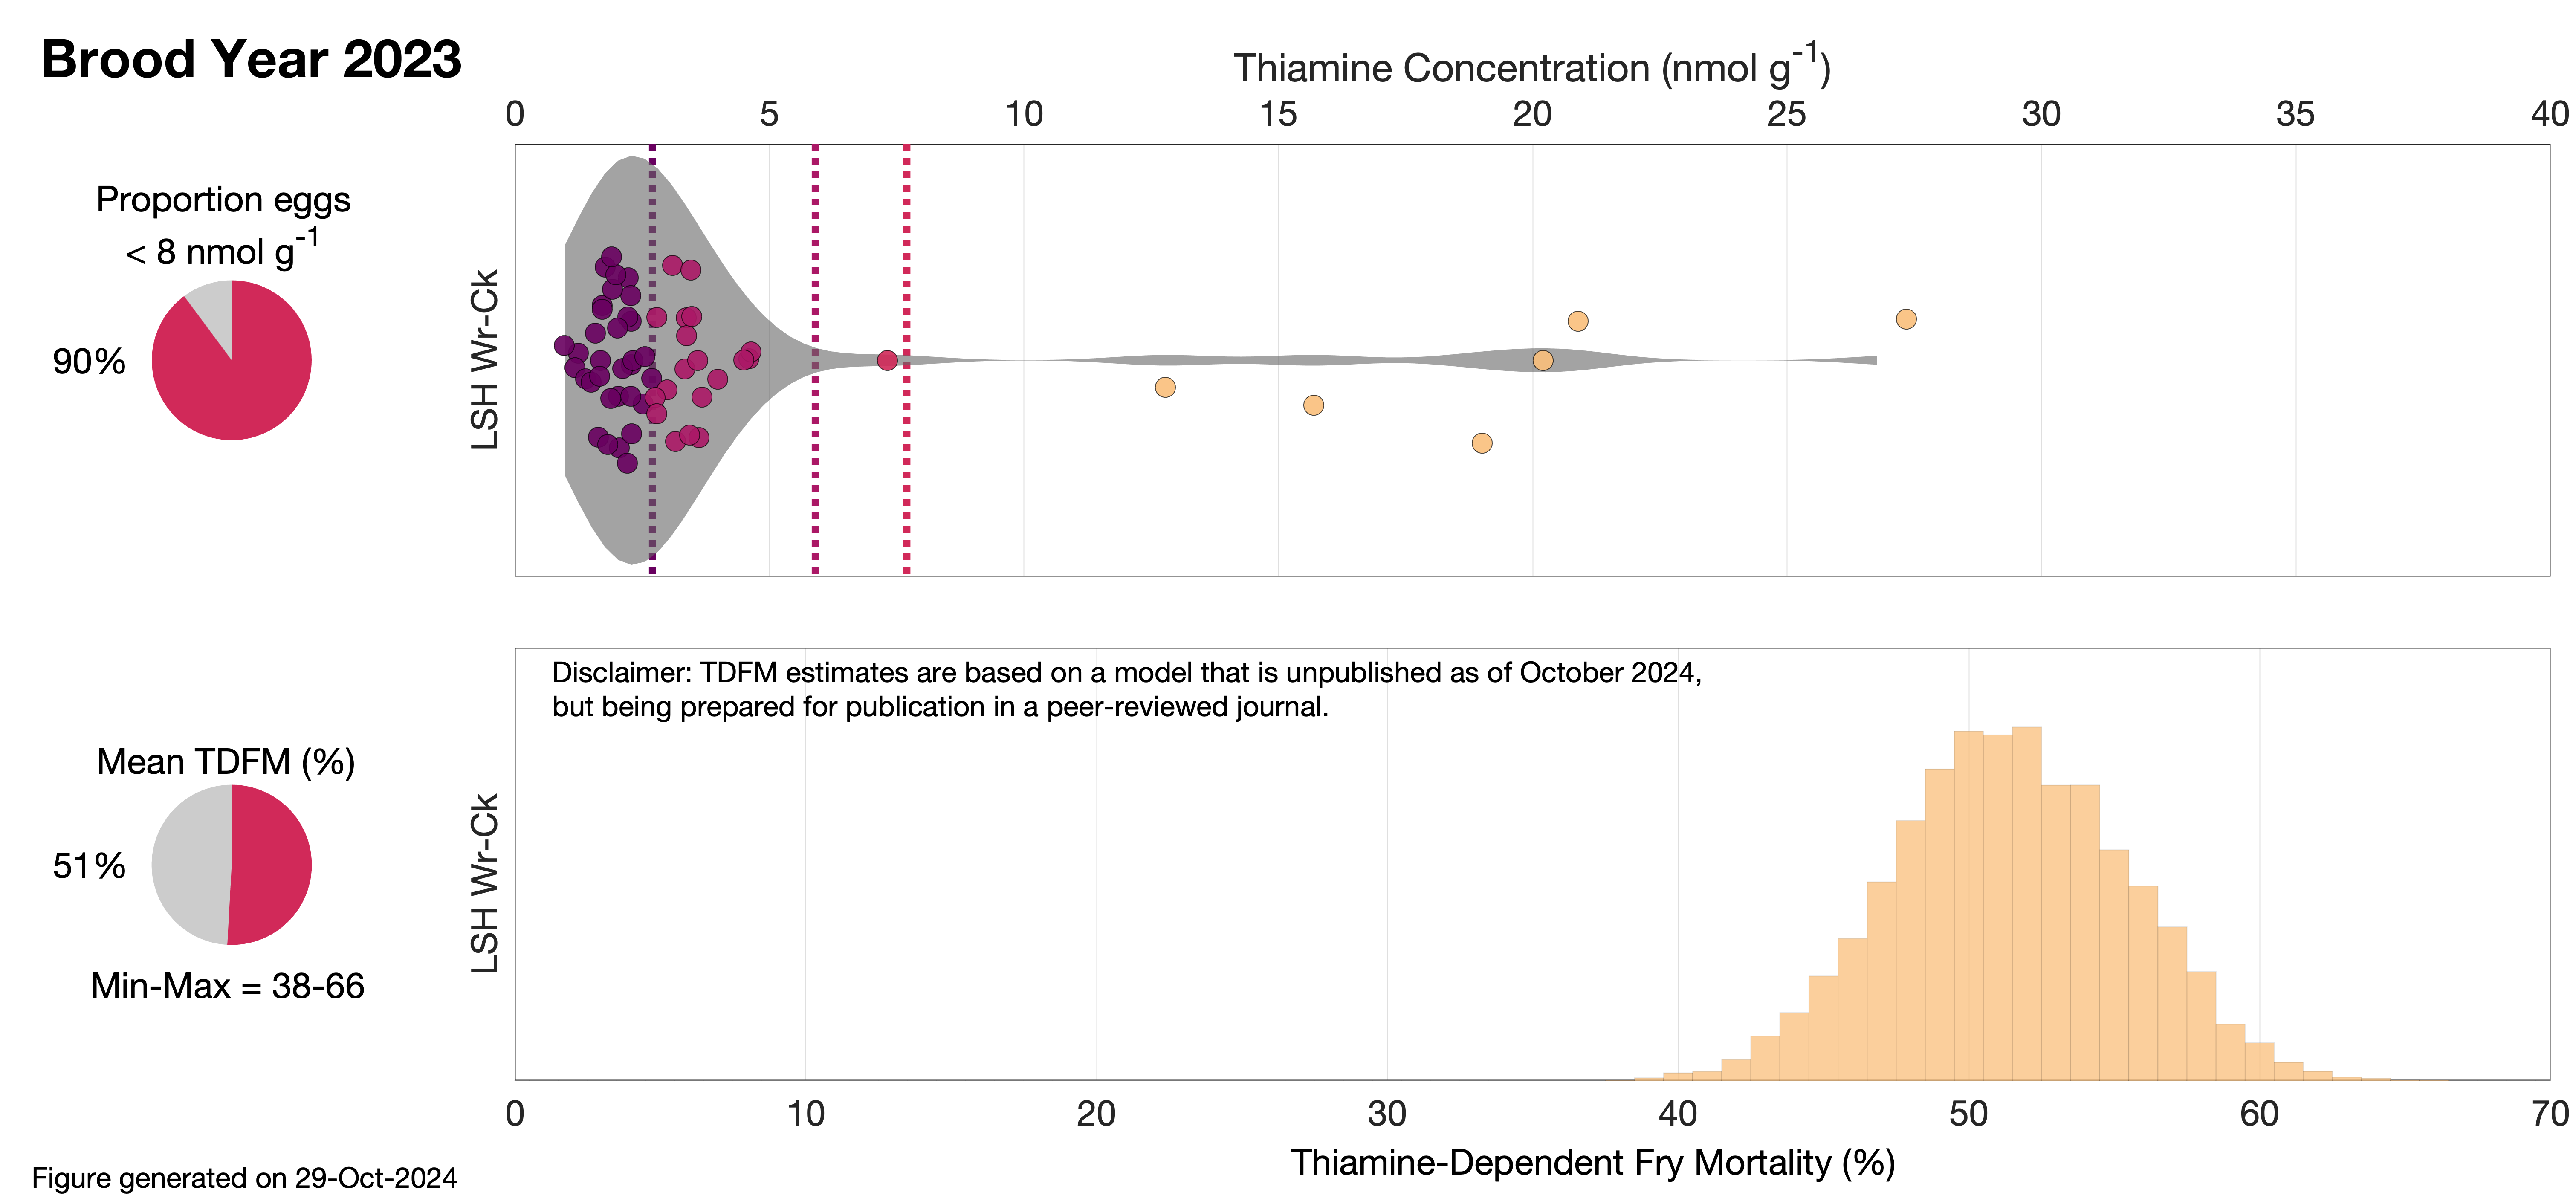 Brood Year 2023
Thiamine Concentration (nmol g⁻¹)
0 5 10 15 20 25 30 35 40
Proportion eggs
< 8 nmol g⁻¹
90%
LSH Wr-Ck
Disclaimer: TDFM estimates are based on a model that is unpublished as of October 2024,
but being prepared for publication in a peer-reviewed journal.
Mean TDFM (%)
51%
Min-Max = 38-66
LSH Wr-Ck
0 10 20 30 40 50 60 70
Thiamine-Dependent Fry Mortality (%)
Figure generated on 29-Oct-2024